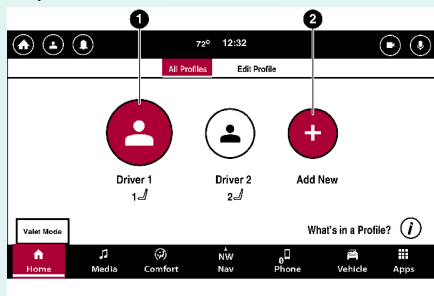 1 2
72° 12:32
All Profiles Edit Profile
Driver 1 Driver 2 Add New
1 2
Valet Mode What's in a Profile? i
Home Media Comfort NW Nav 0 Phone Vehicle Apps